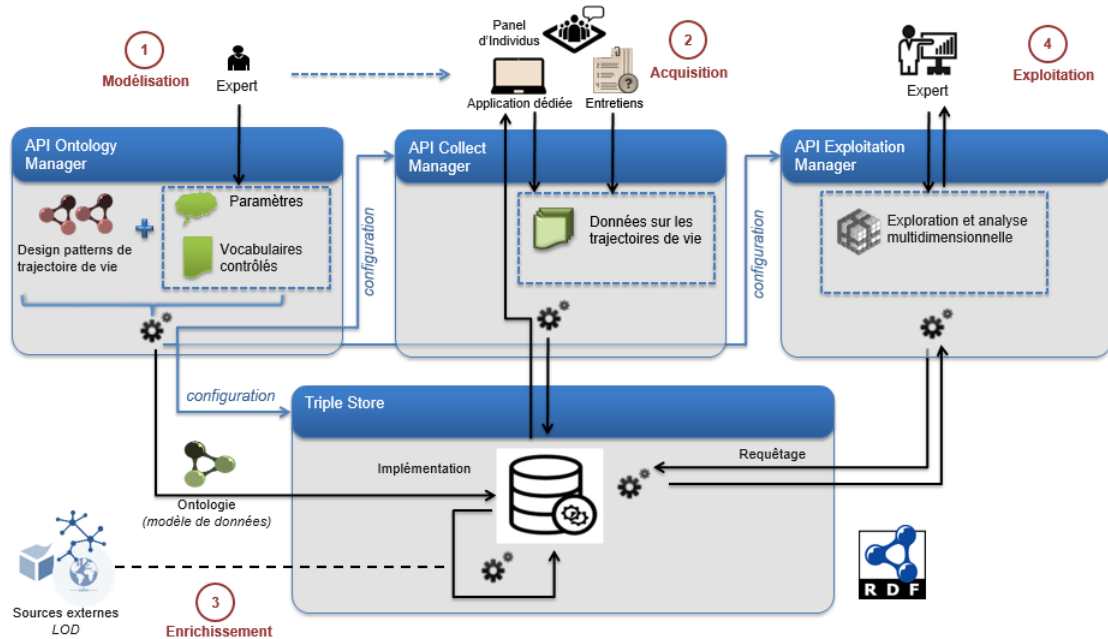 1
Modélisation
Expert
Panel
d'Individus
2
Acquisition
Application dédiée
Entretiens
?
4
Exploitation
Expert
API Ontology
Manager
Paramètres
Vocabulaires
contrôlés
Design patterns de
trajectoire de vie
configuration
API Collect
Manager
Données sur les
trajectoires de vie
configuration
API Exploitation
Manager
Exploration et analyse
multidimensionnelle
configuration
Triple Store
Implémentation
Requêtage
Ontologie
(modèle de données)
Sources externes
LOD
3
Enrichissement
RDF